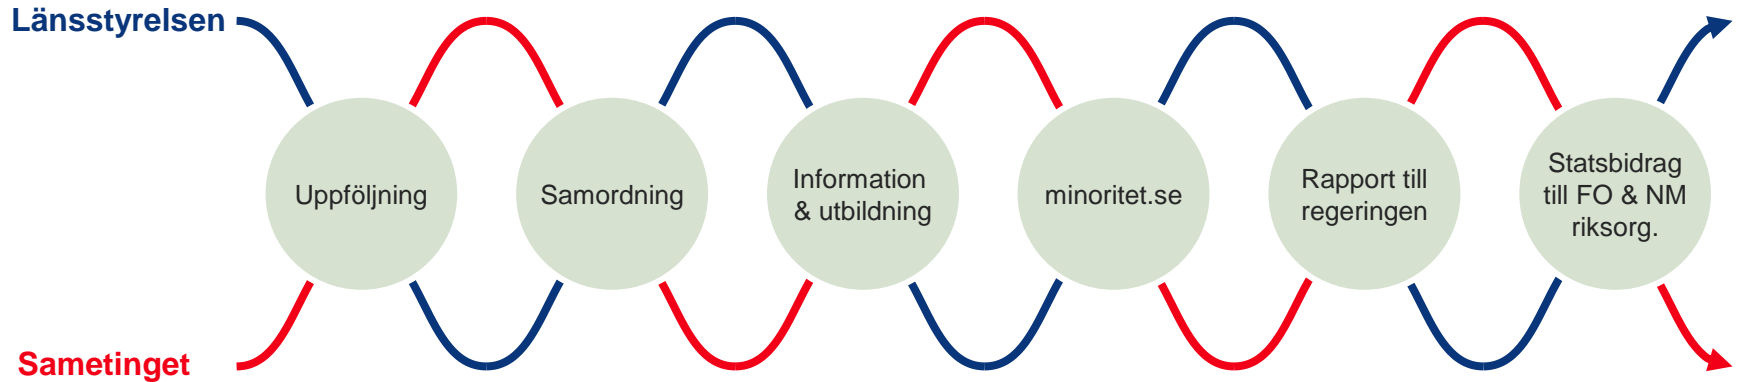 Länsstyrelsen
Uppföljning
Samordning
Information
& utbildning
minoritet.se
Rapport till
regeringen
Statsbidrag
till FO & NM
riksorg.
Sametinget